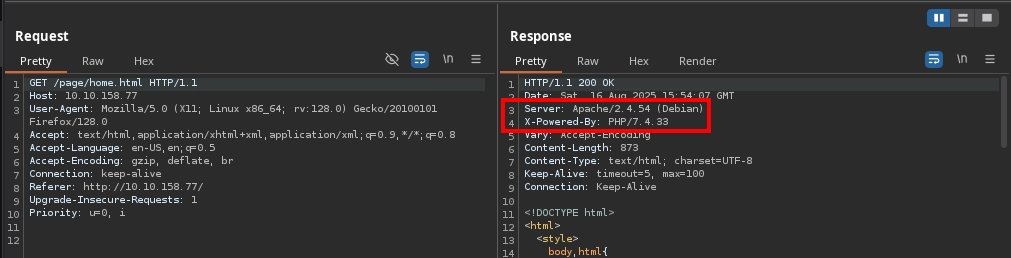 Request
Pretty Raw Hex
\n
1 GET /page/home.html HTTP/1.1
2 Host: 10.10.158.77
3 User-Agent: Mozilla/5.0 (X11; Linux x86_64; rv:128.0) Gecko/20100101
Firefox/128.0
4 Accept: text/html,application/xhtml+xml,application/xml;q=0.9,*/*;q=0.8
5 Accept-Language: en-US,en;q=0.5
6 Accept-Encoding: gzip, deflate, br
7 Connection: keep-alive
8 Referer: http://10.10.158.77/
9 Upgrade-Insecure-Requests: 1
10 Priority: u=0, i
11
12
Response
Pretty Raw Hex Render
\n
1 HTTP/1.1 200 OK
2 Date: Sat, 16 Aug 2025 15:54:07 GMT
3 Server: Apache/2.4.54 (Debian)
4 X-Powered-By: PHP/7.4.33
5 Vary: Accept-Encoding
6 Content-Length: 873
7 Content-Type: text/html; charset=UTF-8
8 Keep-Alive: timeout=5, max=100
9 Connection: Keep-Alive
10
11 <!DOCTYPE html>
12 <html>
13 <style>
14 body,html{